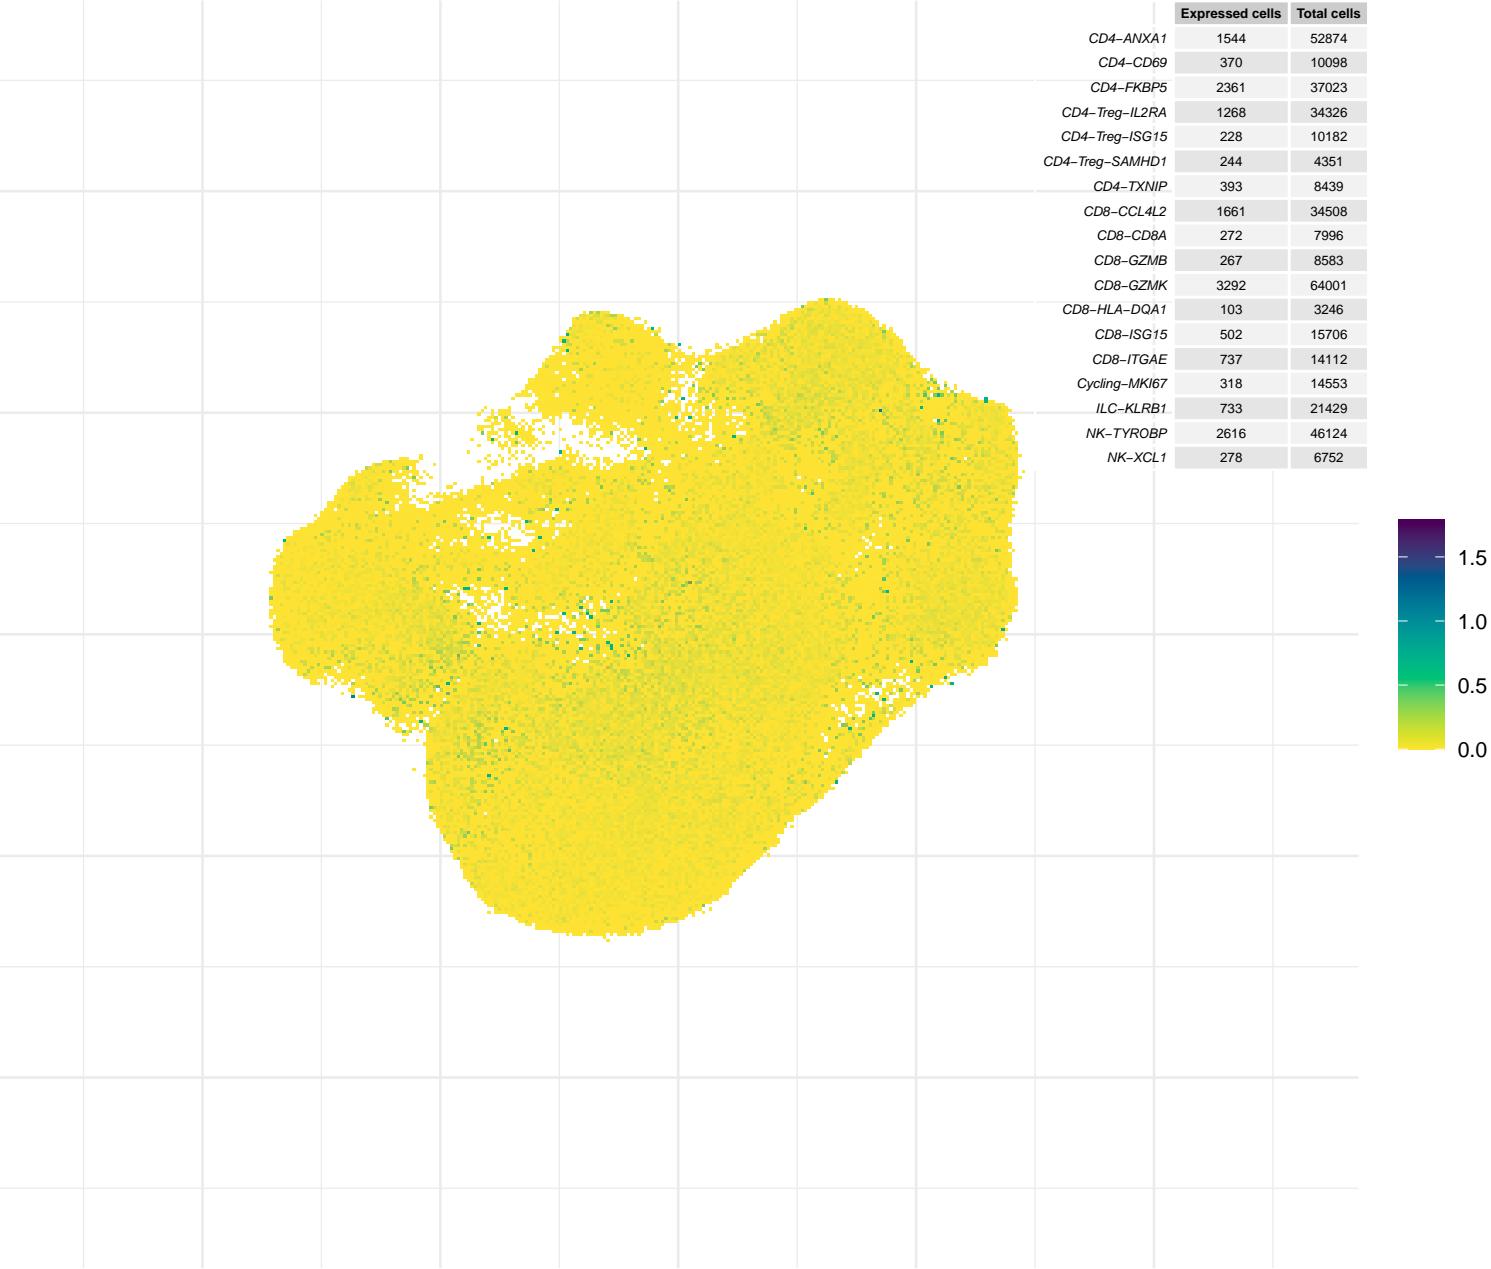 Expressed cells Total cells
CD4−ANXA1 1544 52874
CD4−CD69 370 10098
CD4−FKBP5 2361 37023
CD4−Treg−IL2RA 1268 34326
CD4−Treg−ISG15 228 10182
CD4−Treg−SAMHD1 244 4351
CD4−TXNIP 393 8439
CD8−CCL4L2 1661 34508
CD8−CD8A 272 7996
CD8−GZMB 267 8583
CD8−GZMK 3292 64001
CD8−HLA−DQA1 103 3246
CD8−ISG15 502 15706
CD8−ITGAE 737 14112
Cycling−MKI67 318 14553
ILC−KLRB1 733 21429
NK−TYROBP 2616 46124
NK−XCL1 278 6752
1.5
1.0
0.5
0.0